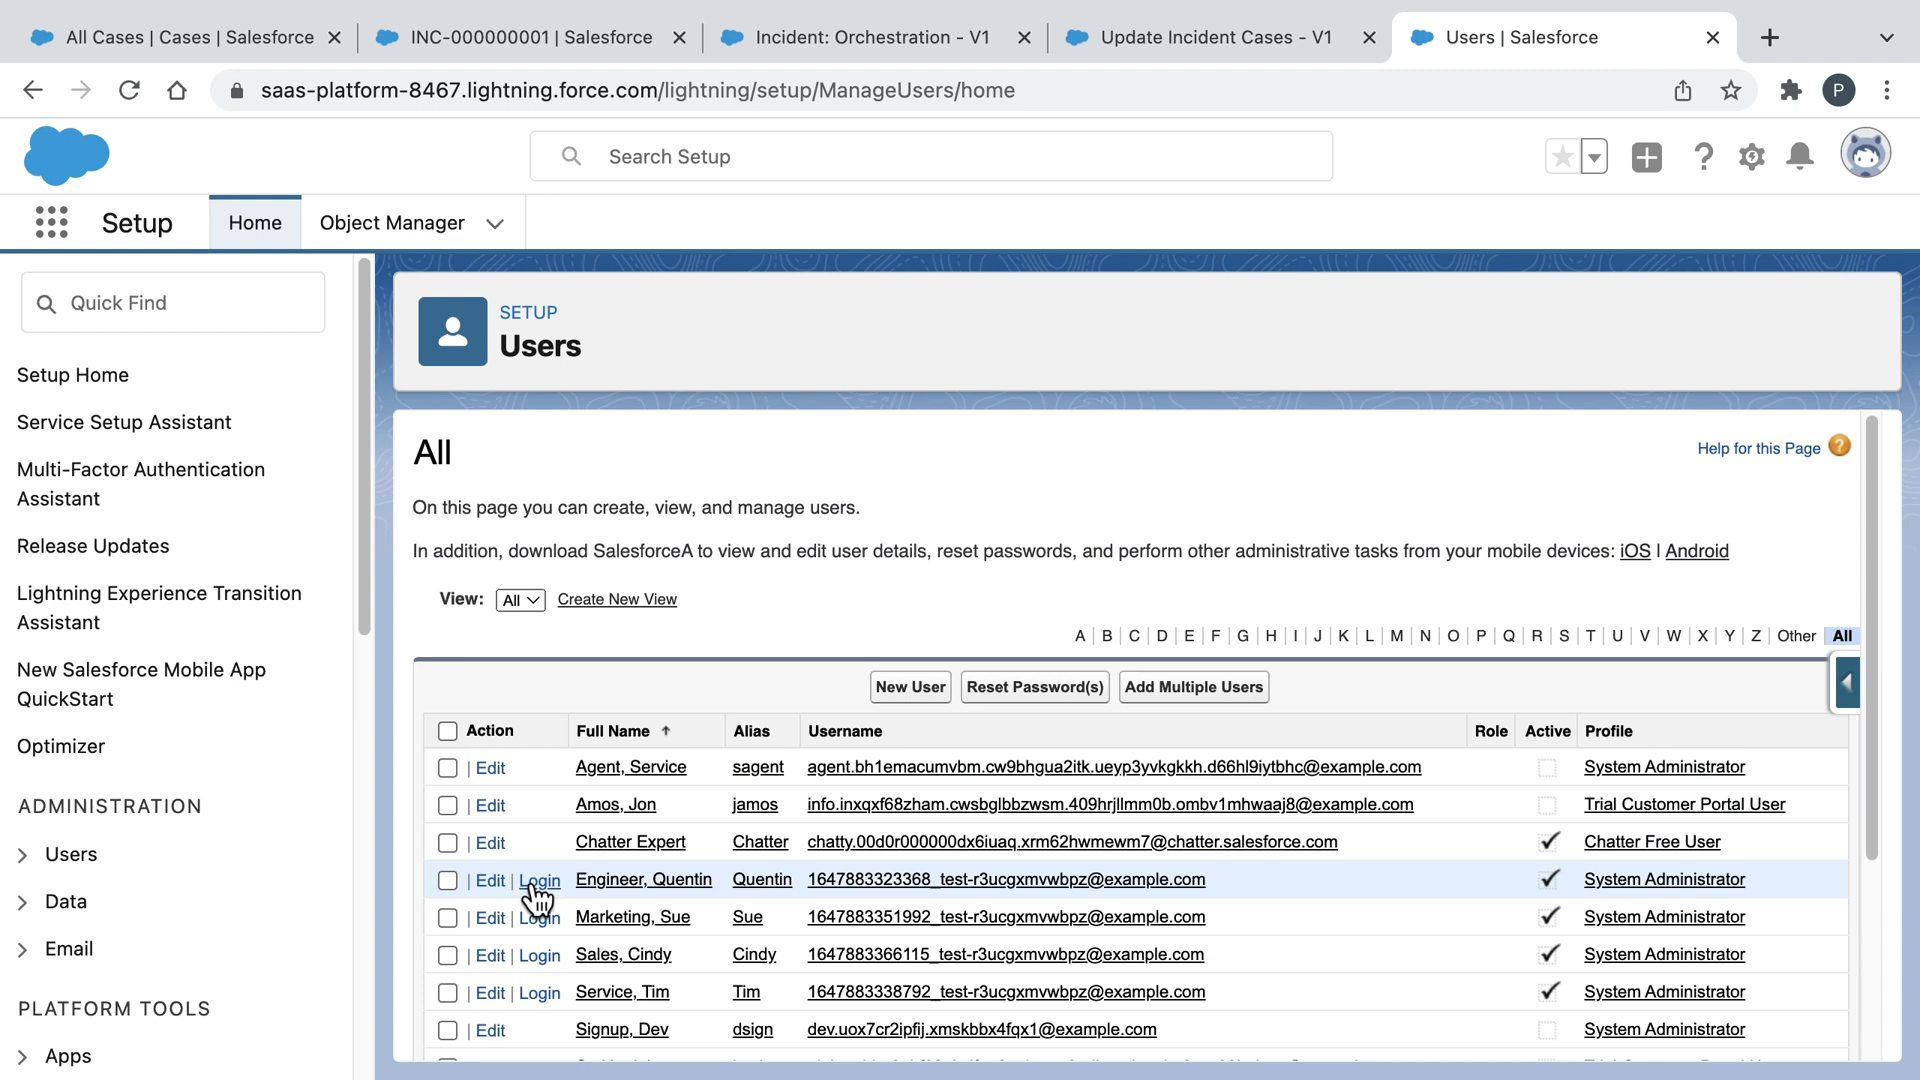 All Cases | Cases | Salesforce
INC-000000001 | Salesforce
Incident: Orchestration - V1
Update Incident Cases - V1
Users | Salesforce
saas-platform-8467.lightning.force.com/lightning/setup/ManageUsers/home
P
Search Setup
Setup
Home
Object Manager
Quick Find
Setup Home
Service Setup Assistant
Multi-Factor Authentication
Assistant
Release Updates
Lightning Experience Transition
Assistant
New Salesforce Mobile App
QuickStart
Optimizer
ADMINISTRATION
Users
Data
Email
PLATFORM TOOLS
Apps
SETUP
Users
All
Help for this Page ?
On this page you can create, view, and manage users.
In addition, download SalesforceA to view and edit user details, reset passwords, and perform other administrative tasks from your mobile devices: iOS | Android
View: All Create New View
A | B | C | D | E | F | G | H | I | J | K | L | M | N | O | P | Q | R | S | T | U | V | W | X | Y | Z | Other | All
New User Reset Password(s) Add Multiple Users
Action Full Name Alias Username Role Active Profile
| Edit Agent, Service sagent agent.bh1emacumvbm.cw9bhgua2itk.ueyp3yvkgkkh.d66hl9iytbhc@example.com System Administrator
| Edit Amos, Jon jamos info.inxqxf68zham.cwsbglbbzwsm.409hrjllmm0b.ombv1mhwaaj8@example.com Trial Customer Portal User
| Edit Chatter Expert Chatter chatty.00d0r000000dx6iuaq.xrm62hwmewm7@chatter.salesforce.com Chatter Free User
| Edit | Login Engineer, Quentin Quentin 1647883323368_test-r3ucgxmvwbpz@example.com System Administrator
| Edit | Login Marketing, Sue Sue 1647883351992_test-r3ucgxmvwbpz@example.com System Administrator
| Edit | Login Sales, Cindy Cindy 1647883366115_test-r3ucgxmvwbpz@example.com System Administrator
| Edit | Login Service, Tim Tim 1647883338792_test-r3ucgxmvwbpz@example.com System Administrator
| Edit Signup, Dev dsign dev.uox7cr2ipfij.xmskbbx4fqx1@example.com System Administrator